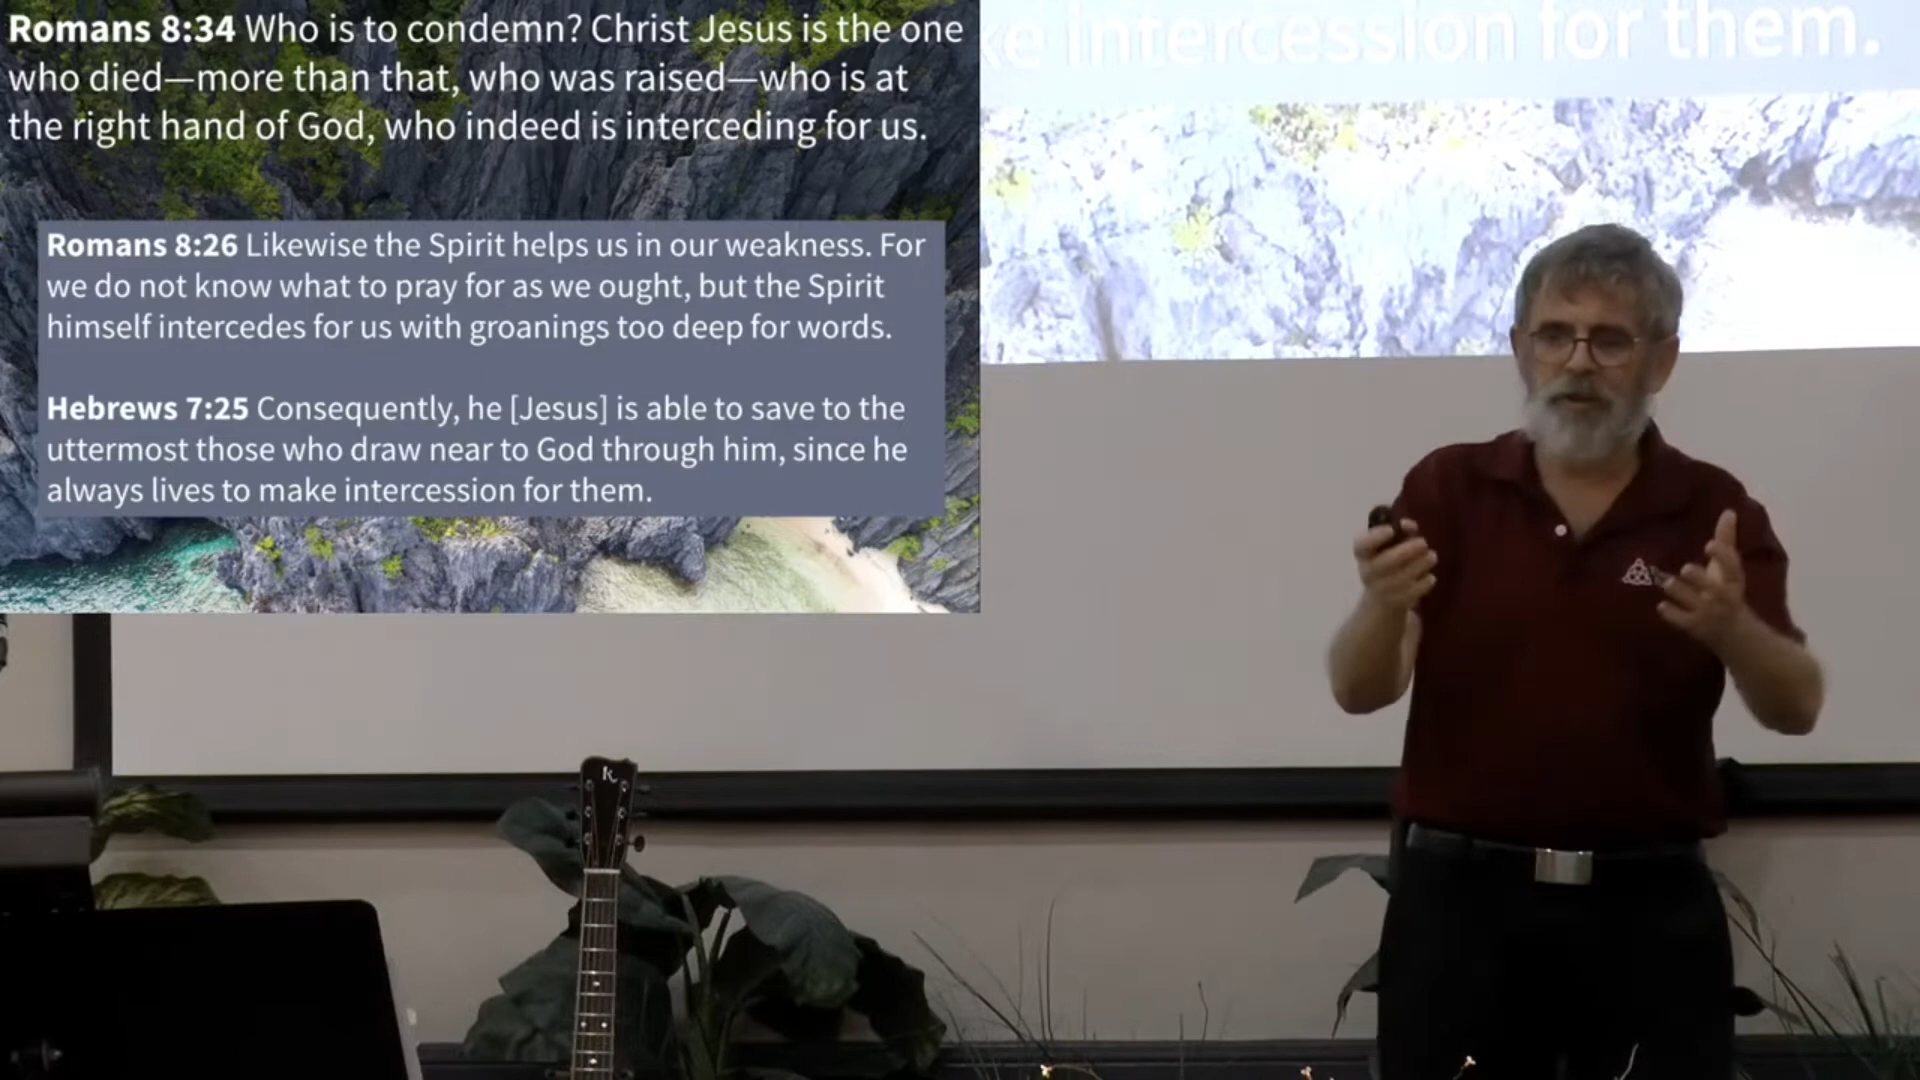 Romans 8:34 Who is to condemn? Christ Jesus is the one
who died—more than that, who was raised—who is at
the right hand of God, who indeed is interceding for us.
Romans 8:26 Likewise the Spirit helps us in our weakness. For
we do not know what to pray for as we ought, but the Spirit
himself intercedes for us with groanings too deep for words.
Hebrews 7:25 Consequently, he [Jesus] is able to save to the
uttermost those who draw near to God through him, since he
always lives to make intercession for them.
ke intercession for them.